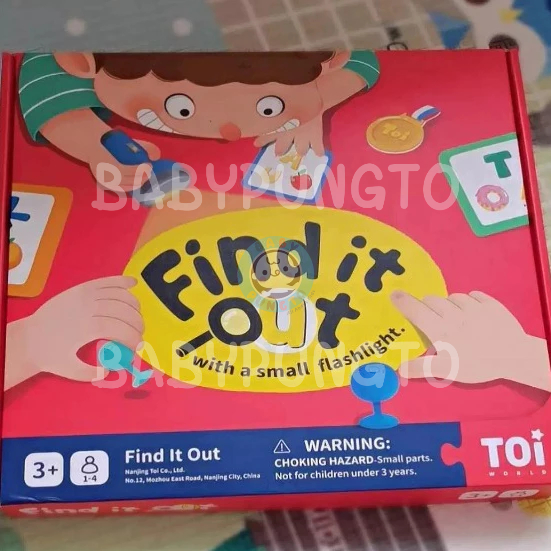 Toi
BABYPONGTO
T
Find it
Out
with a small flashlight.
BABYPONGTO
3+
1-4
Find It Out
Nanjing Toi Co., Ltd.
No.12, Mozhou East Road, Nanjing City, China
WARNING:
CHOKING HAZARD-Small parts.
Not for children under 3 years.
TOi
WORLD
3+
Find it Out